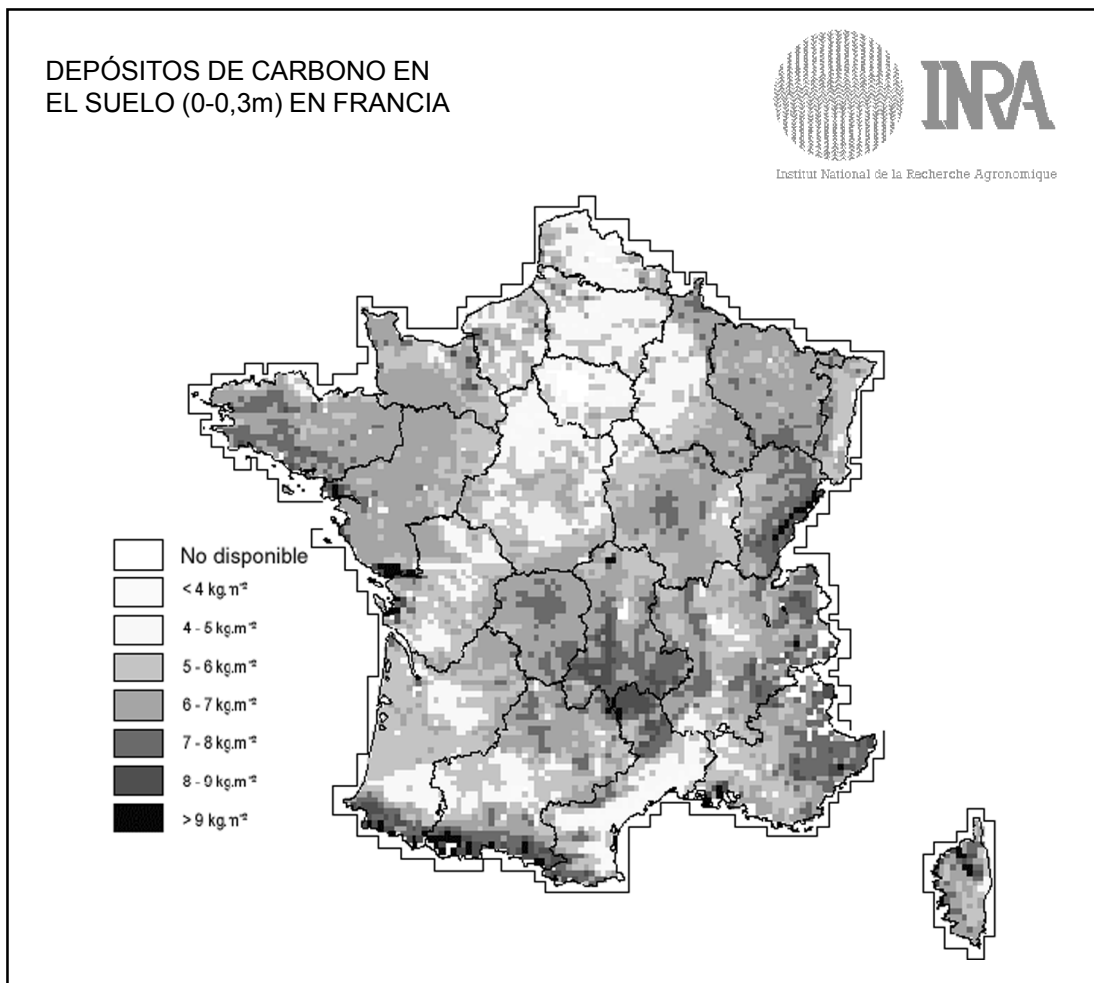 DEPÓSITOS DE CARBONO EN
EL SUELO (0-0,3m) EN FRANCIA
INRA
Institut National de la Recherche Agronomique
No disponible
< 4 kg.m⁻²
4 - 5 kg.m⁻²
5 - 6 kg.m⁻²
6 - 7 kg.m⁻²
7 - 8 kg.m⁻²
8 - 9 kg.m⁻²
> 9 kg.m⁻²